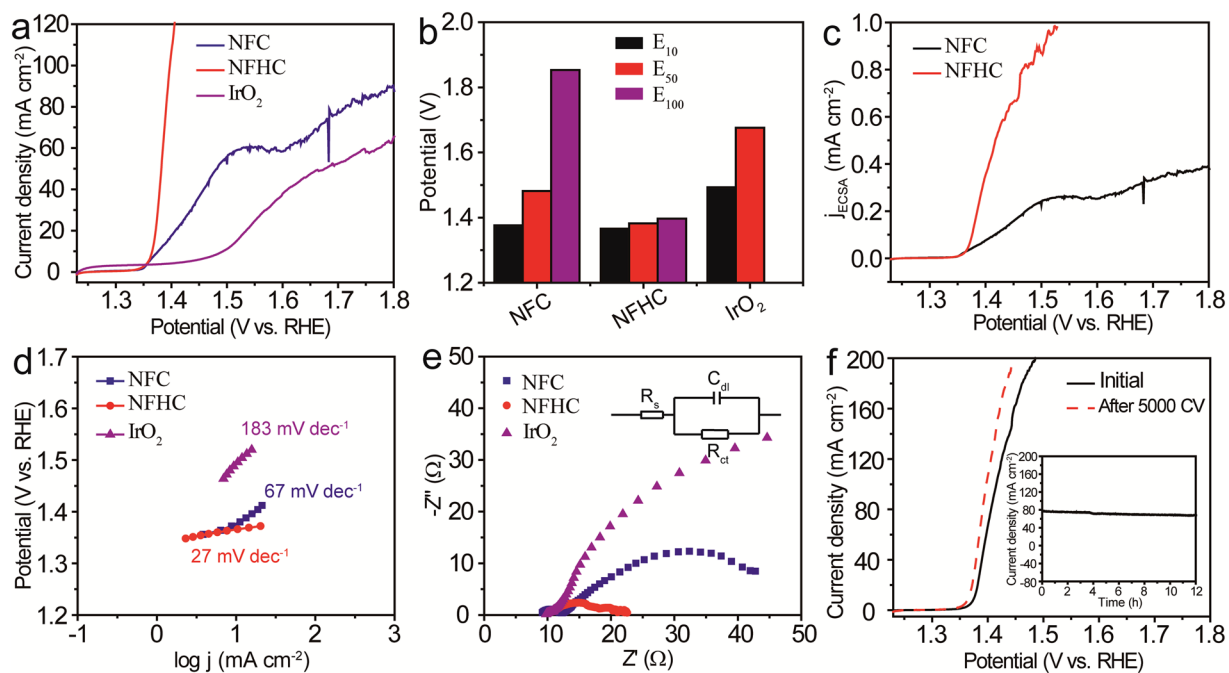 a
120
100
80
60
40
20
0
Current density (mA cm⁻²)
NFC
NFHC
IrO₂
1.3 1.4 1.5 1.6 1.7 1.8
Potential (V vs. RHE)
b
2.0
1.8
1.6
1.4
1.2
Potential (V)
E₁₀
E₅₀
E₁₀₀
NFC NFHC IrO₂
c
1.0
0.8
0.6
0.4
0.2
0.0
j_ECSA (mA cm⁻²)
NFC
NFHC
1.3 1.4 1.5 1.6 1.7 1.8
Potential (V vs. RHE)
d
1.7
1.6
1.5
1.4
1.3
1.2
Potential (V vs. RHE)
NFC
NFHC
IrO₂
183 mV dec⁻¹
67 mV dec⁻¹
27 mV dec⁻¹
-1 0 1 2 3
log j (mA cm⁻²)
e
50
40
30
20
10
0
-Z" (Ω)
NFC
NFHC
IrO₂
Rs
Cdl
Rct
0 10 20 30 40 50
Z' (Ω)
f
200
160
120
80
40
0
Current density (mA cm⁻²)
Initial
After 5000 CV
200
160
120
80
40
0
-40
-80
Current density (mA cm⁻²)
0 2 4 6 8 10 12
Time (h)
1.3 1.4 1.5 1.6 1.7 1.8
Potential (V vs. RHE)